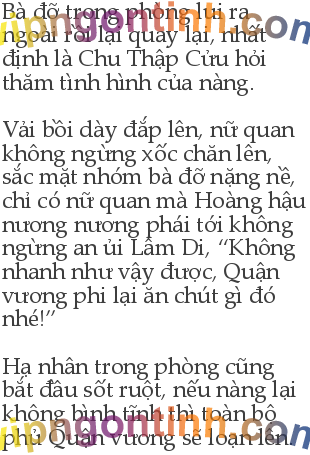 Bà đỡ trong phòng lui ra
ngoài rồi lại quay lại, nhất
định là Chu Thập Cửu hỏi
thăm tình hình của nàng.
Vải bồi dày đắp lên, nữ quan
không ngừng xốc chăn lên,
sắc mặt nhóm bà đỡ nặng nề,
chỉ có nữ quan mà Hoàng hậu
nương nương phái tới không
ngừng an ủi Lâm Di, “Không
nhanh như vậy được, Quận
vương phi lại ăn chút gì đó
nhé!”
Hạ nhân trong phòng cũng
bắt đầu sốt ruột, nếu nàng lại
không bình tĩnh thì toàn bộ
phủ Quận vương sẽ loạn lên.
vipngontinh.com
vipngontinh.com